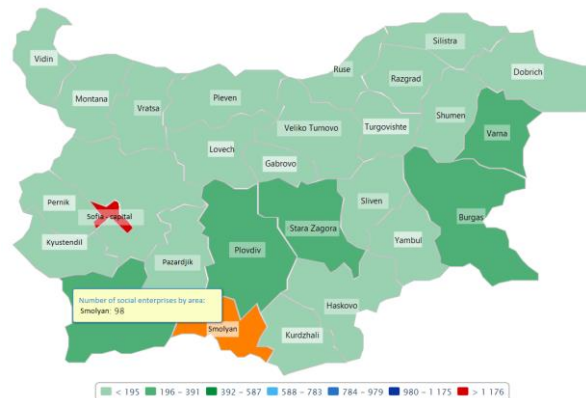 Vidin
Montana
Vratsa
Pleven
Ruse
Silistra
Razgrad
Dobrich
Veliko Turnovo
Turgovishte
Shumen
Varna
Lovech
Gabrovo
Pernik
Sofia - capital
Kyustendil
Pazardjik
Plovdiv
Stara Zagora
Sliven
Yambul
Burgas
Number of social enterprises by area:
Smolyan: 98
Smolyan
Haskovo
Kurdzhali
< 195 196 – 391 392 – 587 588 – 783 784 – 979 980 – 1 175 > 1 176